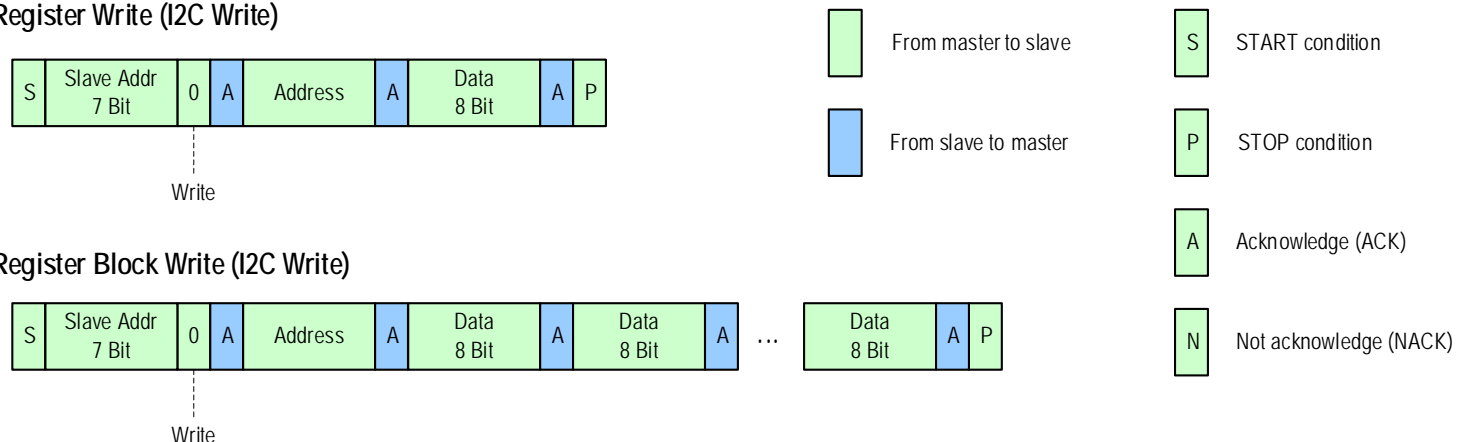 Register Write (I2C Write)
S Slave Addr 7 Bit 0 A Address A Data 8 Bit A P
Write
Register Block Write (I2C Write)
S Slave Addr 7 Bit 0 A Address A Data 8 Bit A Data 8 Bit A ... Data 8 Bit A P
Write
From master to slave
From slave to master
S START condition
P STOP condition
A Acknowledge (ACK)
N Not acknowledge (NACK)